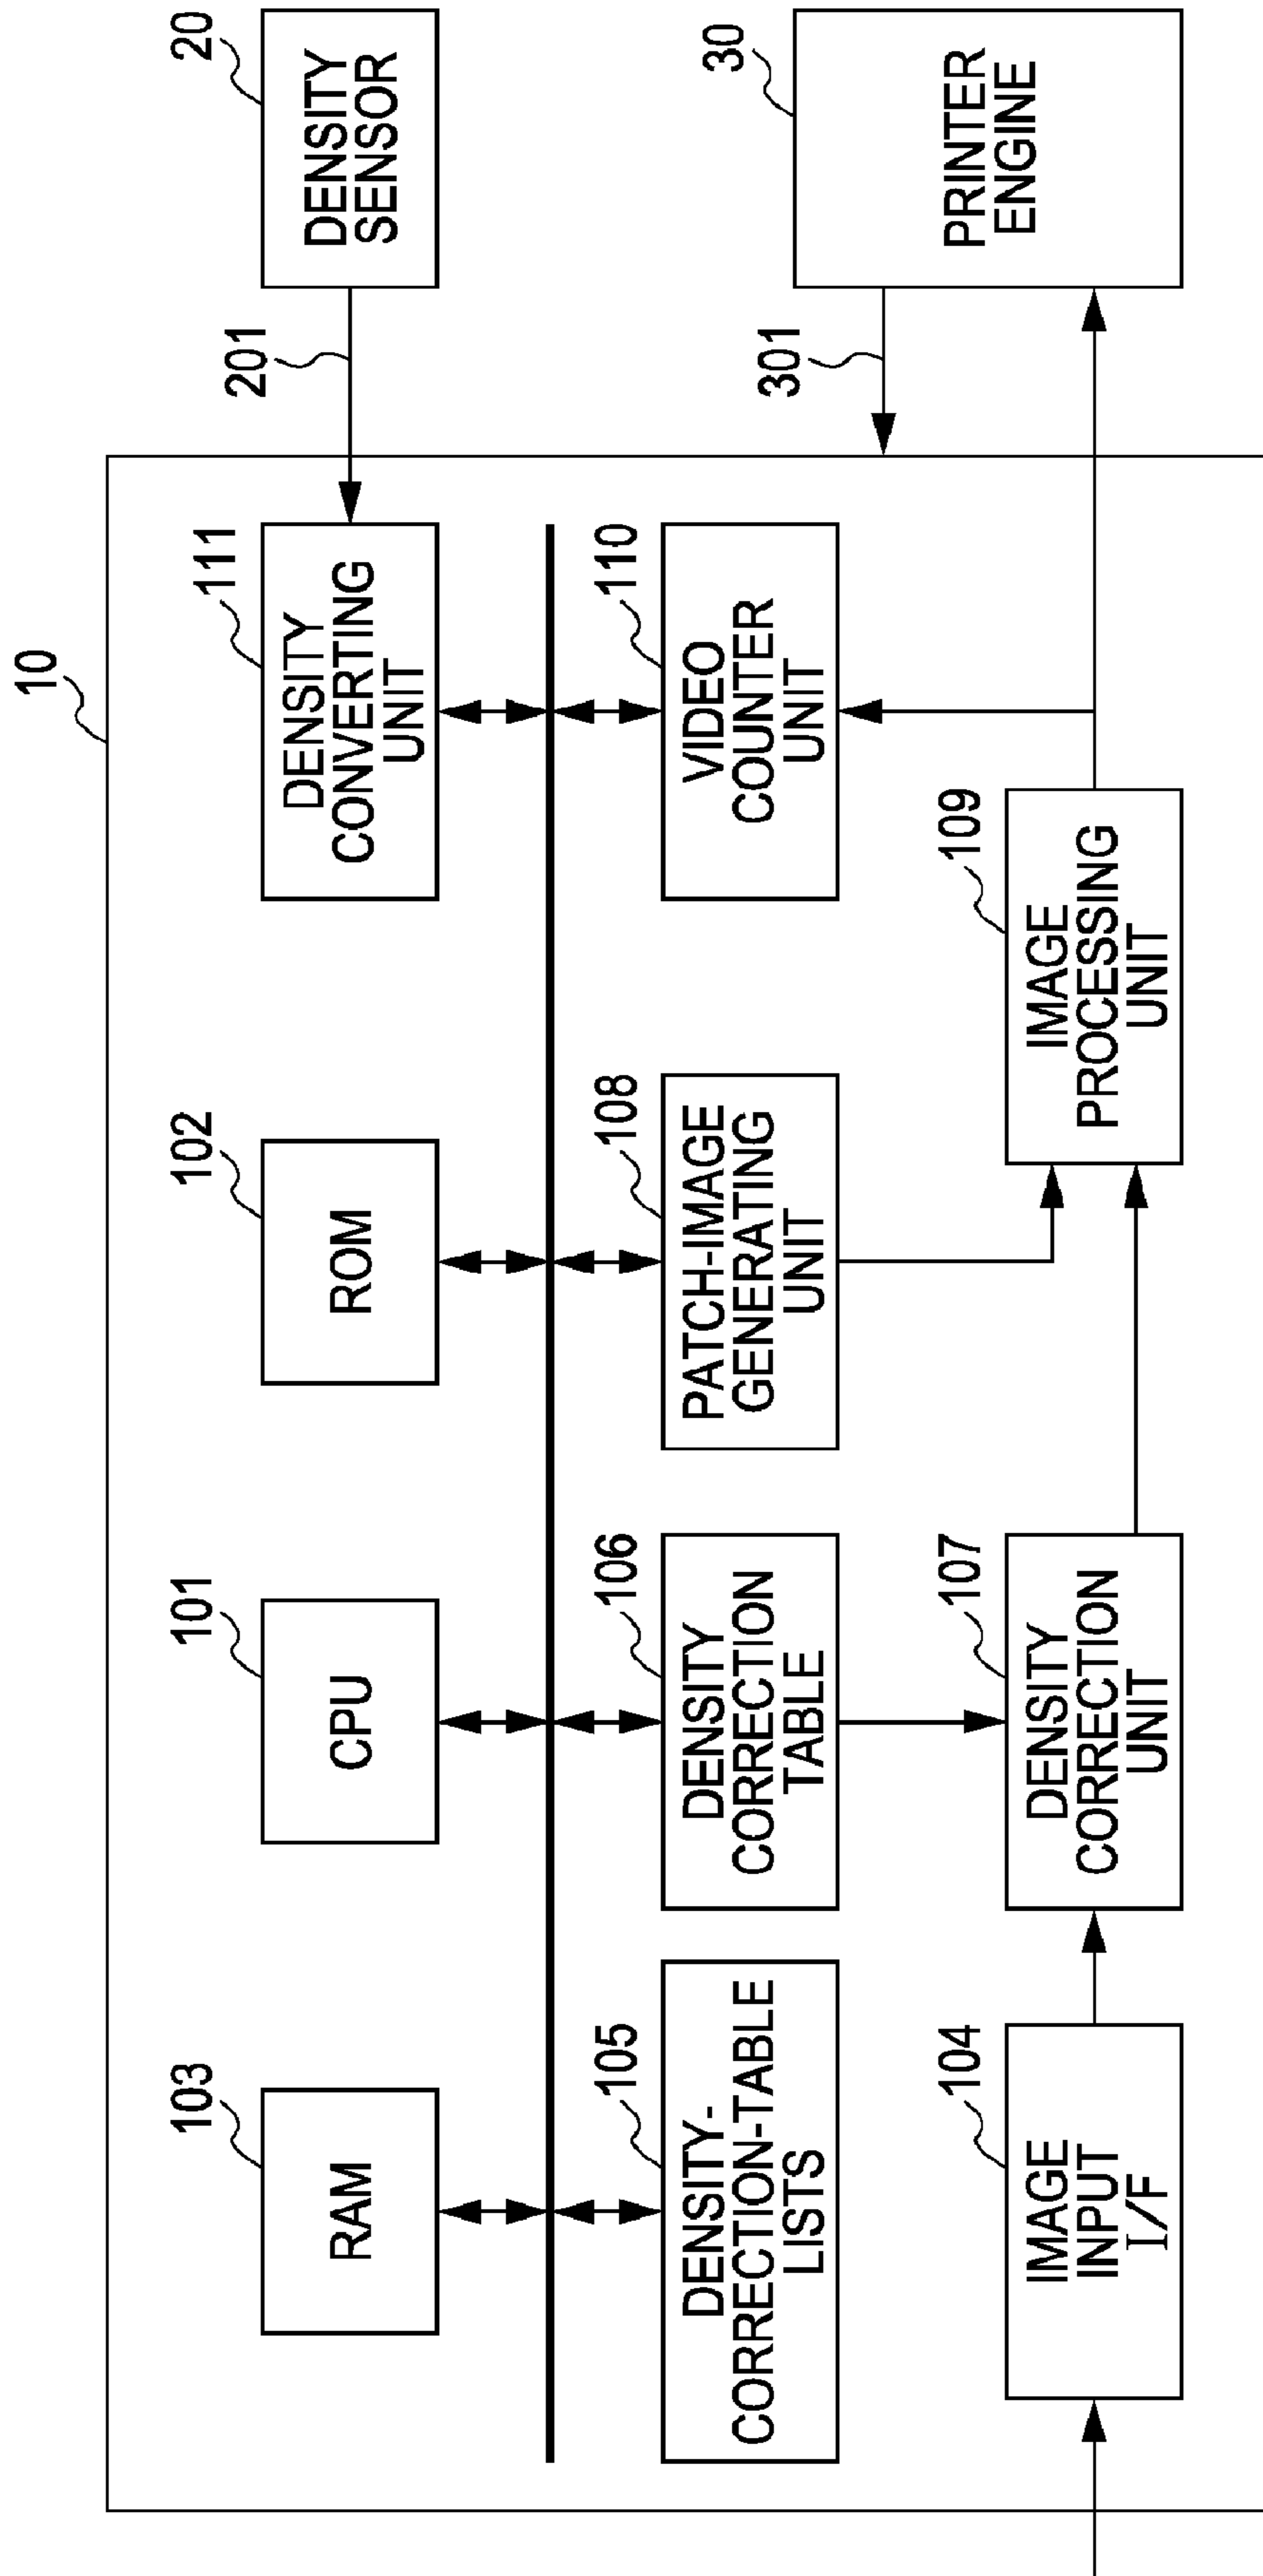 10
103
RAM
101
CPU
102
ROM
111
DENSITY
CONVERTING
UNIT
201
20
DENSITY
SENSOR
105
DENSITY-
CORRECTION-TABLE
LISTS
106
DENSITY
CORRECTION
TABLE
108
PATCH-IMAGE
GENERATING
UNIT
110
VIDEO
COUNTER
UNIT
301
30
PRINTER
ENGINE
104
IMAGE
INPUT
I/F
107
DENSITY
CORRECTION
UNIT
109
IMAGE
PROCESSING
UNIT